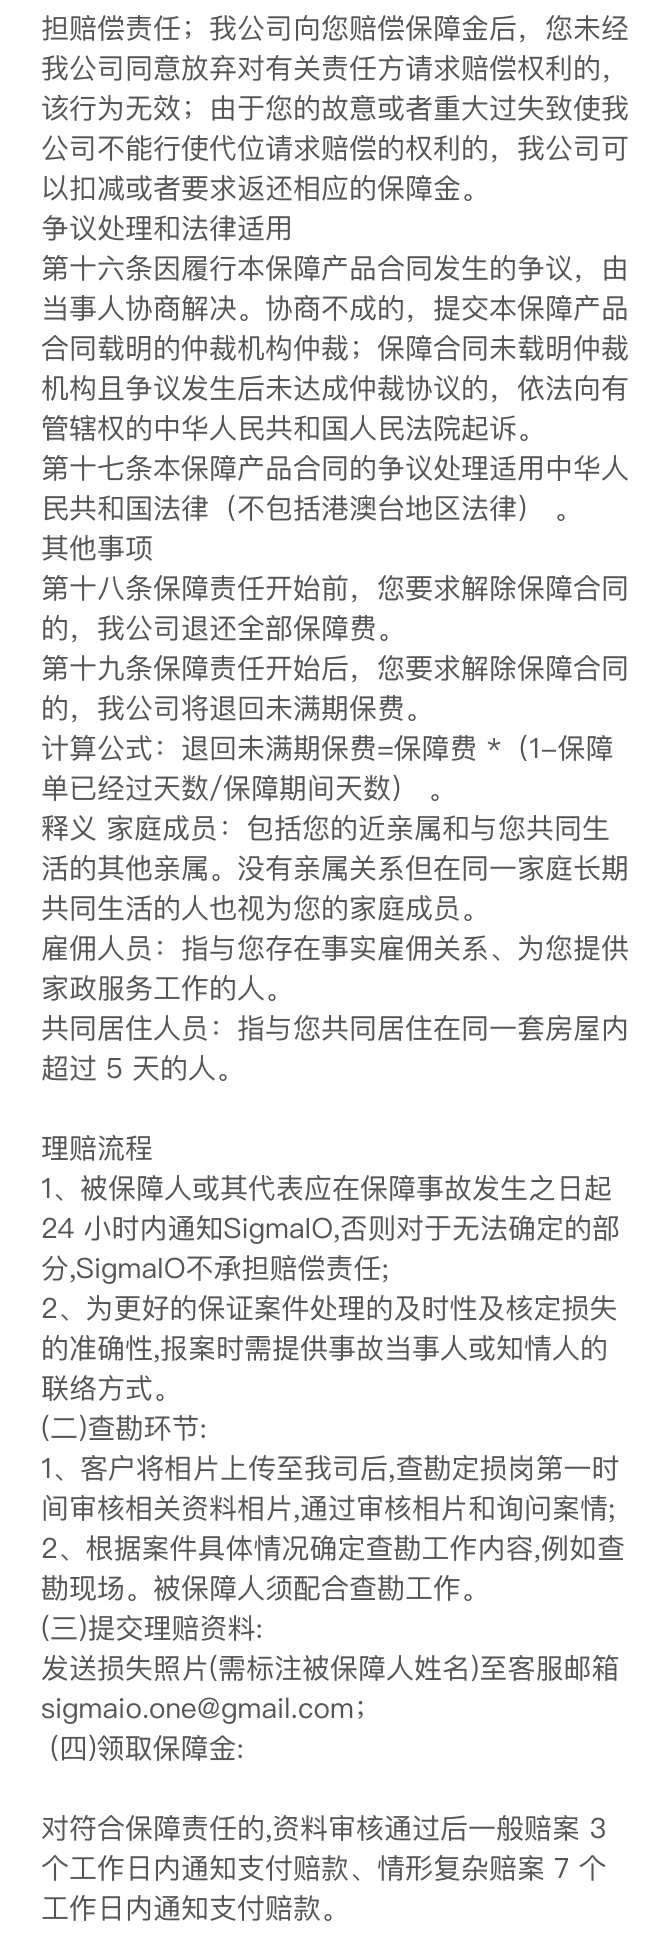 担赔偿责任；我公司向您赔偿保障金后，您未经
我公司同意放弃对有关责任方请求赔偿权利的，
该行为无效；由于您的故意或者重大过失致使我
公司不能行使代位请求赔偿的权利的，我公司可
以扣减或者要求返还相应的保障金。
争议处理和法律适用
第十六条因履行本保障产品合同发生的争议，由
当事人协商解决。协商不成的，提交本保障产品
合同载明的仲裁机构仲裁；保障合同未载明仲裁
机构且争议发生后未达成仲裁协议的，依法向有
管辖权的中华人民共和国人民法院起诉。
第十七条本保障产品合同的争议处理适用中华人
民共和国法律（不包括港澳台地区法律） 。
其他事项
第十八条保障责任开始前，您要求解除保障合同
的，我公司退还全部保障费。
第十九条保障责任开始后，您要求解除保障合同
的，我公司将退回未满期保费。
计算公式：退回未满期保费=保障费 *（1–保障
单已经过天数/保障期间天数） 。
释义 家庭成员：包括您的近亲属和与您共同生
活的其他亲属。没有亲属关系但在同一家庭长期
共同生活的人也视为您的家庭成员。
雇佣人员：指与您存在事实雇佣关系、为您提供
家政服务工作的人。
共同居住人员：指与您共同居住在同一套房屋内
超过 5 天的人。
理赔流程
1、被保障人或其代表应在保障事故发生之日起
24 小时内通知SigmaIO,否则对于无法确定的部
分,SigmaIO不承担赔偿责任;
2、为更好的保证案件处理的及时性及核定损失
的准确性,报案时需提供事故当事人或知情人的
联络方式。
(二)查勘环节:
1、客户将相片上传至我司后,查勘定损岗第一时
间审核相关资料相片,通过审核相片和询问案情;
2、根据案件具体情况确定查勘工作内容,例如查
勘现场。被保障人须配合查勘工作。
(三)提交理赔资料:
发送损失照片(需标注被保障人姓名)至客服邮箱
sigmaio.one@gmail.com；
(四)领取保障金:
对符合保障责任的,资料审核通过后一般赔案 3
个工作日内通知支付赔款、情形复杂赔案 7 个
工作日内通知支付赔款。